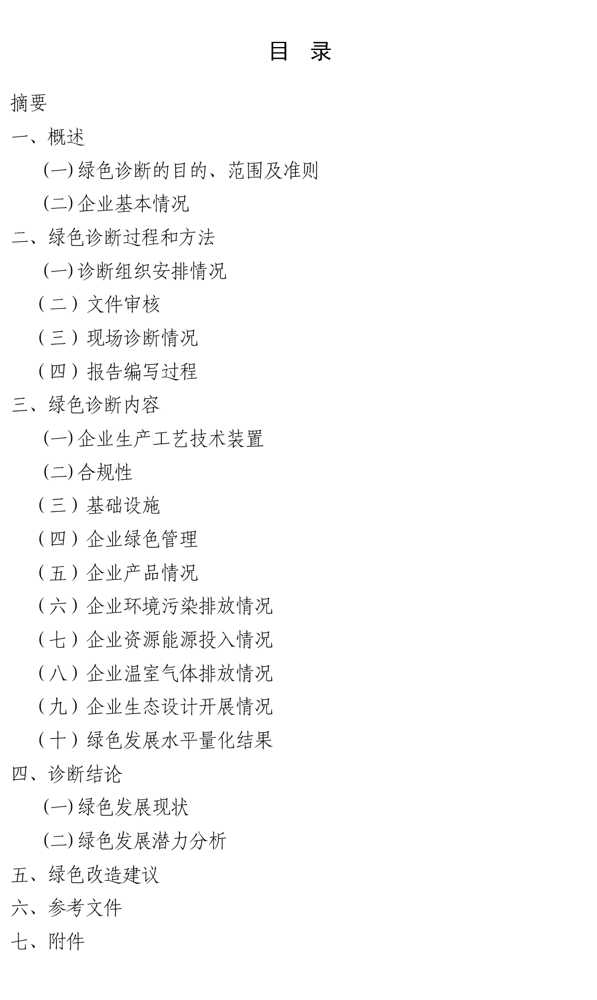 目 录
摘要
一、概述
(一)绿色诊断的目的、范围及准则
(二)企业基本情况
二、绿色诊断过程和方法
(一)诊断组织安排情况
（二）文件审核
（三）现场诊断情况
（四）报告编写过程
三、绿色诊断内容
(一)企业生产工艺技术装置
(二)合规性
（三）基础设施
（四）企业绿色管理
（五）企业产品情况
（六）企业环境污染排放情况
（七）企业资源能源投入情况
（八）企业温室气体排放情况
（九）企业生态设计开展情况
（十）绿色发展水平量化结果
四、诊断结论
(一)绿色发展现状
(二)绿色发展潜力分析
五、绿色改造建议
六、参考文件
七、附件